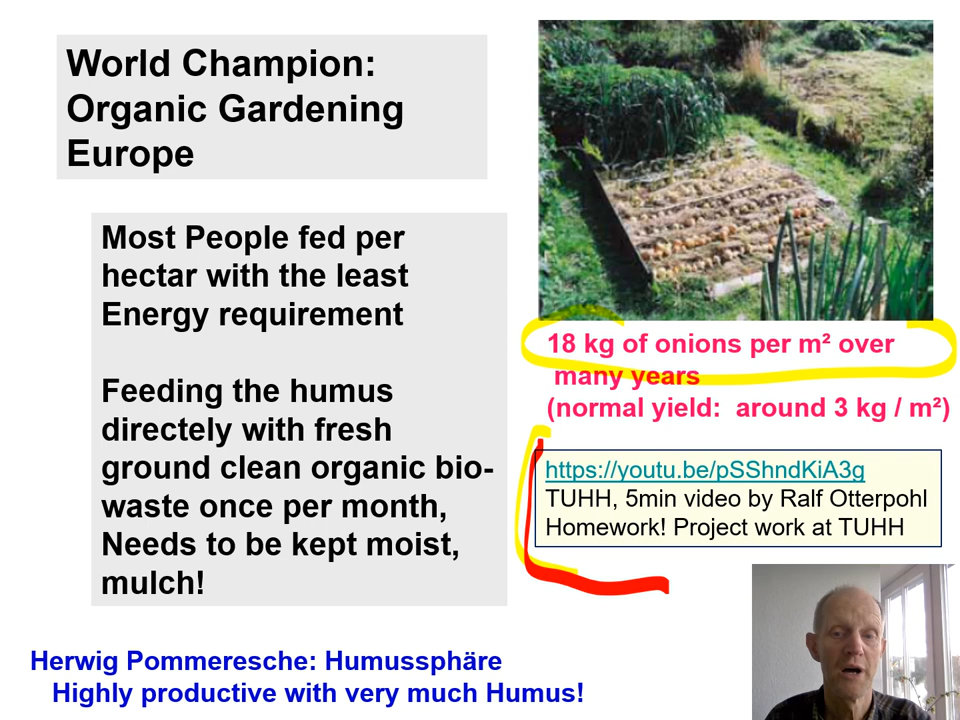 World Champion:
Organic Gardening
Europe
Most People fed per
hectar with the least
Energy requirement
Feeding the humus
directely with fresh
ground clean organic bio-
waste once per month,
Needs to be kept moist,
mulch!
18 kg of onions per m² over
many years
(normal yield: around 3 kg / m²)
https://youtu.be/pSShndKiA3g
TUHH, 5min video by Ralf Otterpohl
Homework! Project work at TUHH
Herwig Pommeresche: Humussphäre
Highly productive with very much Humus!